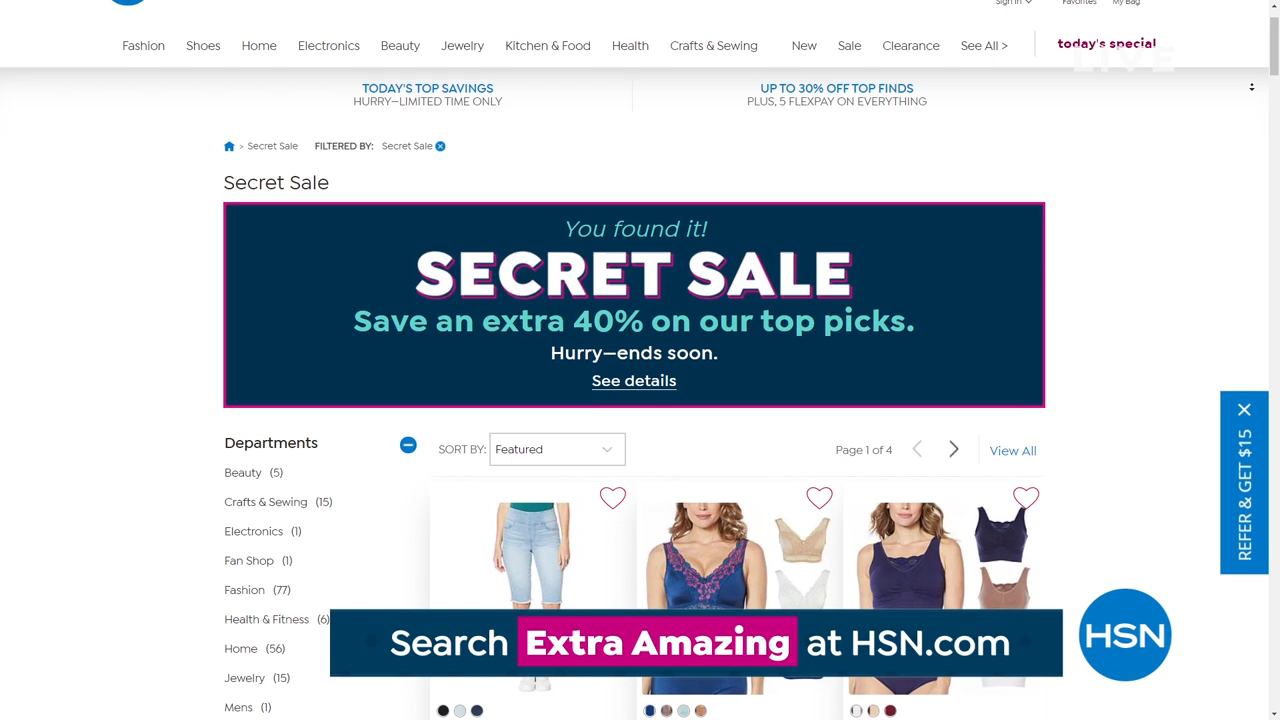 Sign In
Favorites
My Bag
Fashion
Shoes
Home
Electronics
Beauty
Jewelry
Kitchen & Food
Health
Crafts & Sewing
New
Sale
Clearance
See All >
today's special
LIVE
TODAY'S TOP SAVINGS
HURRY—LIMITED TIME ONLY
UP TO 30% OFF TOP FINDS
PLUS, 5 FLEXPAY ON EVERYTHING
> Secret Sale
FILTERED BY: Secret Sale
Secret Sale
You found it!
SECRET SALE
Save an extra 40% on our top picks.
Hurry—ends soon.
See details
Departments
SORT BY: Featured
Page 1 of 4
View All
Beauty (5)
Crafts & Sewing (15)
Electronics (1)
Fan Shop (1)
Fashion (77)
Health & Fitness (6)
Home (56)
Jewelry (15)
Mens (1)
REFER & GET $15
Search Extra Amazing at HSN.com
HSN